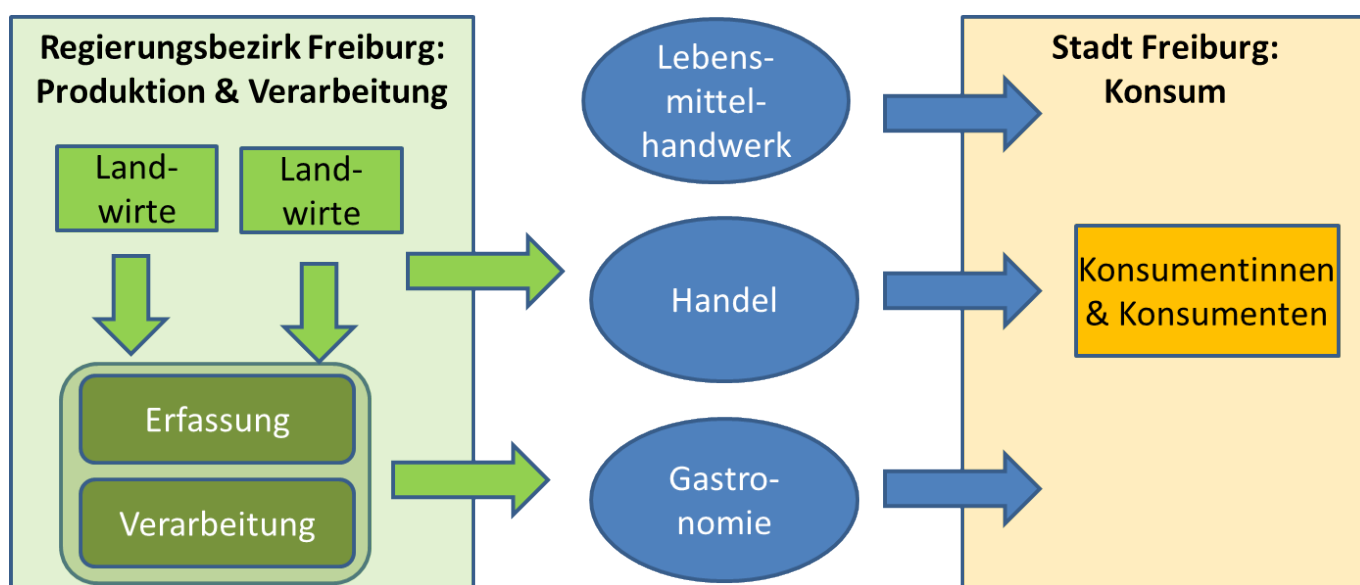 Regierungsbezirk Freiburg:
Produktion & Verarbeitung
Land-
wirte
Land-
wirte
Erfassung
Verarbeitung
Lebens-
mittel-
handwerk
Handel
Gastro-
nomie
Stadt Freiburg:
Konsum
Konsumentinnen
& Konsumenten